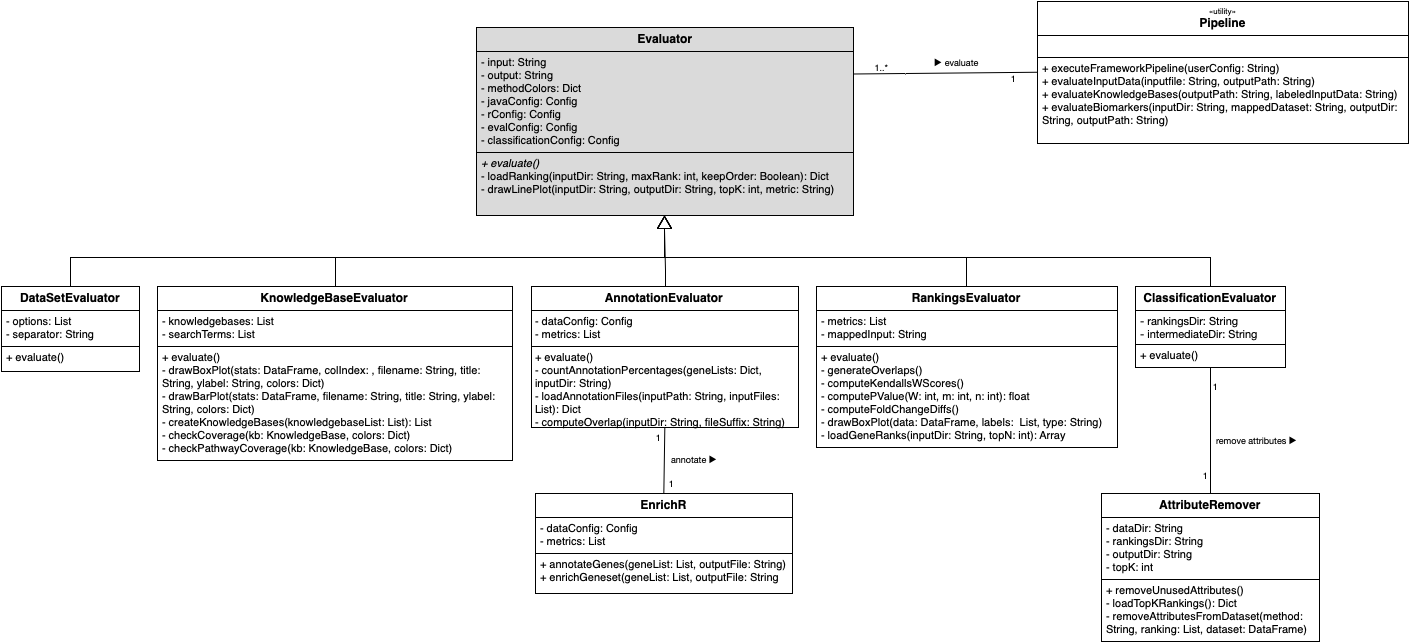 «utility»
Pipeline
+ executeFrameworkPipeline(userConfig: String)
+ evaluateInputData(inputfile: String, outputPath: String)
+ evaluateKnowledgeBases(outputPath: String, labeledInputData: String)
+ evaluateBiomarkers(inputDir: String, mappedDataset: String, outputDir:
String, outputPath: String)
Evaluator
- input: String
- output: String
- methodColors: Dict
- javaConfig: Config
- rConfig: Config
- evalConfig: Config
- classificationConfig: Config
+ evaluate()
- loadRanking(inputDir: String, maxRank: int, keepOrder: Boolean): Dict
- drawLinePlot(inputDir: String, outputDir: String, topK: int, metric: String)
1..*
▶ evaluate
1
DataSetEvaluator
- options: List
- separator: String
+ evaluate()
KnowledgeBaseEvaluator
- knowledgebases: List
- searchTerms: List
+ evaluate()
- drawBoxPlot(stats: DataFrame, colIndex: , filename: String, title:
String, ylabel: String, colors: Dict)
- drawBarPlot(stats: DataFrame, filename: String, title: String, ylabel:
String, colors: Dict)
- createKnowledgeBases(knowledgebaseList: List): List
- checkCoverage(kb: KnowledgeBase, colors: Dict)
- checkPathwayCoverage(kb: KnowledgeBase, colors: Dict)
AnnotationEvaluator
- dataConfig: Config
- metrics: List
+ evaluate()
- countAnnotationPercentages(geneLists: Dict,
inputDir: String)
- loadAnnotationFiles(inputPath: String, inputFiles:
List): Dict
- computeOverlap(inputDir: String, fileSuffix: String)
RankingsEvaluator
- metrics: List
- mappedInput: String
+ evaluate()
- generateOverlaps()
- computeKendallsWScores()
- computePValue(W: int, m: int, n: int): float
- computeFoldChangeDiffs()
- drawBoxPlot(data: DataFrame, labels: List, type: String)
- loadGeneRanks(inputDir: String, topN: int): Array
ClassificationEvaluator
- rankingsDir: String
- intermediateDir: String
+ evaluate()
1
annotate ▶
1
1
remove attributes ▶
1
EnrichR
- dataConfig: Config
- metrics: List
+ annotateGenes(geneList: List, outputFile: String)
+ enrichGeneset(geneList: List, outputFile: String
AttributeRemover
- dataDir: String
- rankingsDir: String
- outputDir: String
- topK: int
+ removeUnusedAttributes()
- loadTopKRankings(): Dict
- removeAttributesFromDataset(method:
String, ranking: List, dataset: DataFrame)